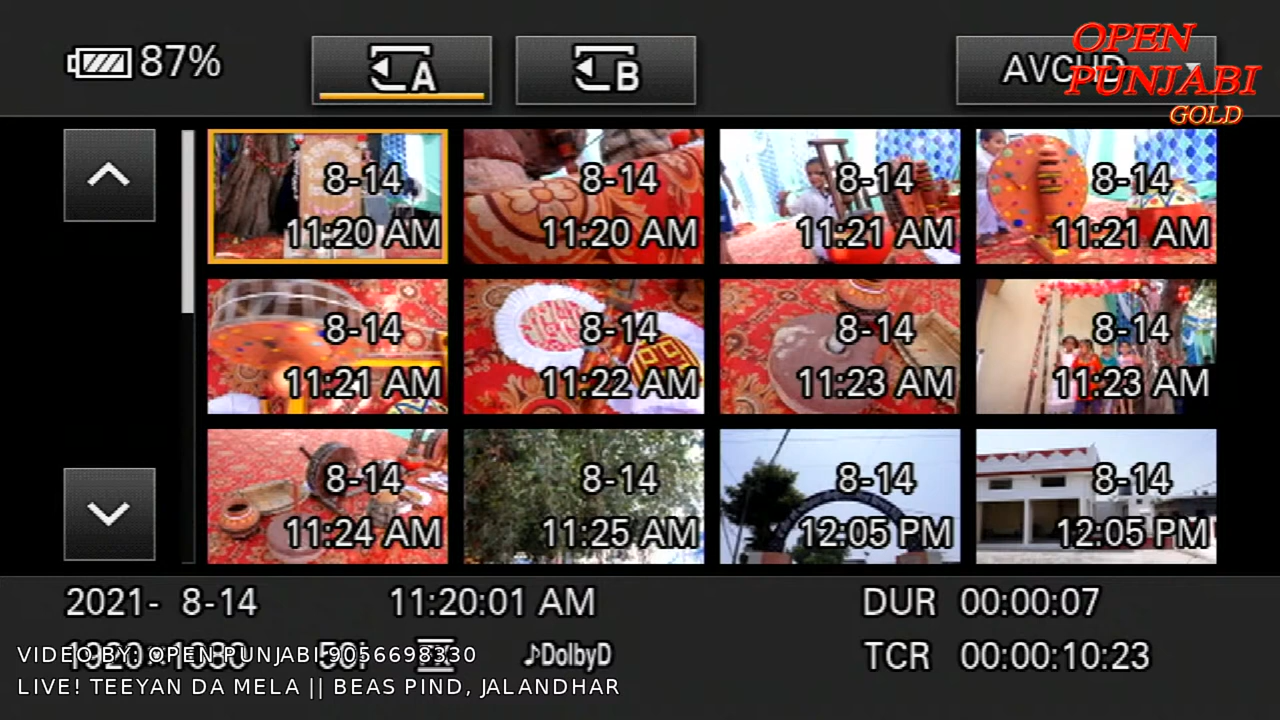 87%
A
B
AVCHD
OPEN
PUNJABI
GOLD
8-14
11:20 AM
8-14
11:20 AM
8-14
11:21 AM
8-14
11:21 AM
8-14
11:21 AM
8-14
11:22 AM
8-14
11:23 AM
8-14
11:23 AM
8-14
11:24 AM
8-14
11:25 AM
8-14
12:05 PM
8-14
12:05 PM
2021- 8-14
11:20:01 AM
DUR 00:00:07
1920×1080 50i
♪DolbyD
TCR 00:00:10:23
VIDEO BY: OPEN PUNJABI 9056698330
LIVE! TEEYAN DA MELA || BEAS PIND, JALANDHAR